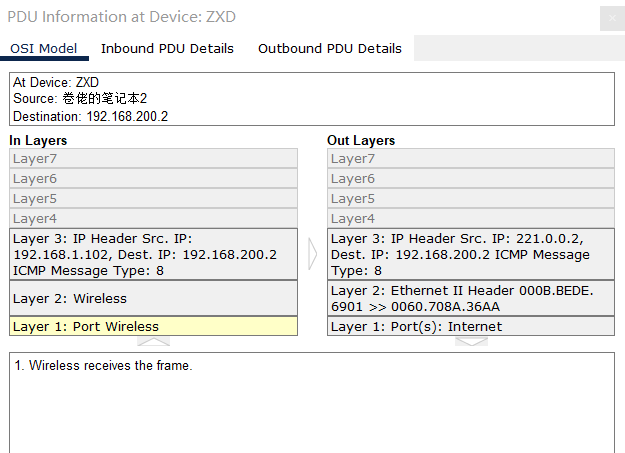 PDU Information at Device: ZXD
OSI Model Inbound PDU Details Outbound PDU Details
At Device: ZXD
Source: 卷佬的笔记本2
Destination: 192.168.200.2
In Layers
Layer7
Layer6
Layer5
Layer4
Layer 3: IP Header Src. IP:
192.168.1.102, Dest. IP: 192.168.200.2
ICMP Message Type: 8
Layer 2: Wireless
Layer 1: Port Wireless
Out Layers
Layer7
Layer6
Layer5
Layer4
Layer 3: IP Header Src. IP: 221.0.0.2,
Dest. IP: 192.168.200.2 ICMP Message
Type: 8
Layer 2: Ethernet II Header 000B.BEDE.
6901 >> 0060.708A.36AA
Layer 1: Port(s): Internet
1. Wireless receives the frame.